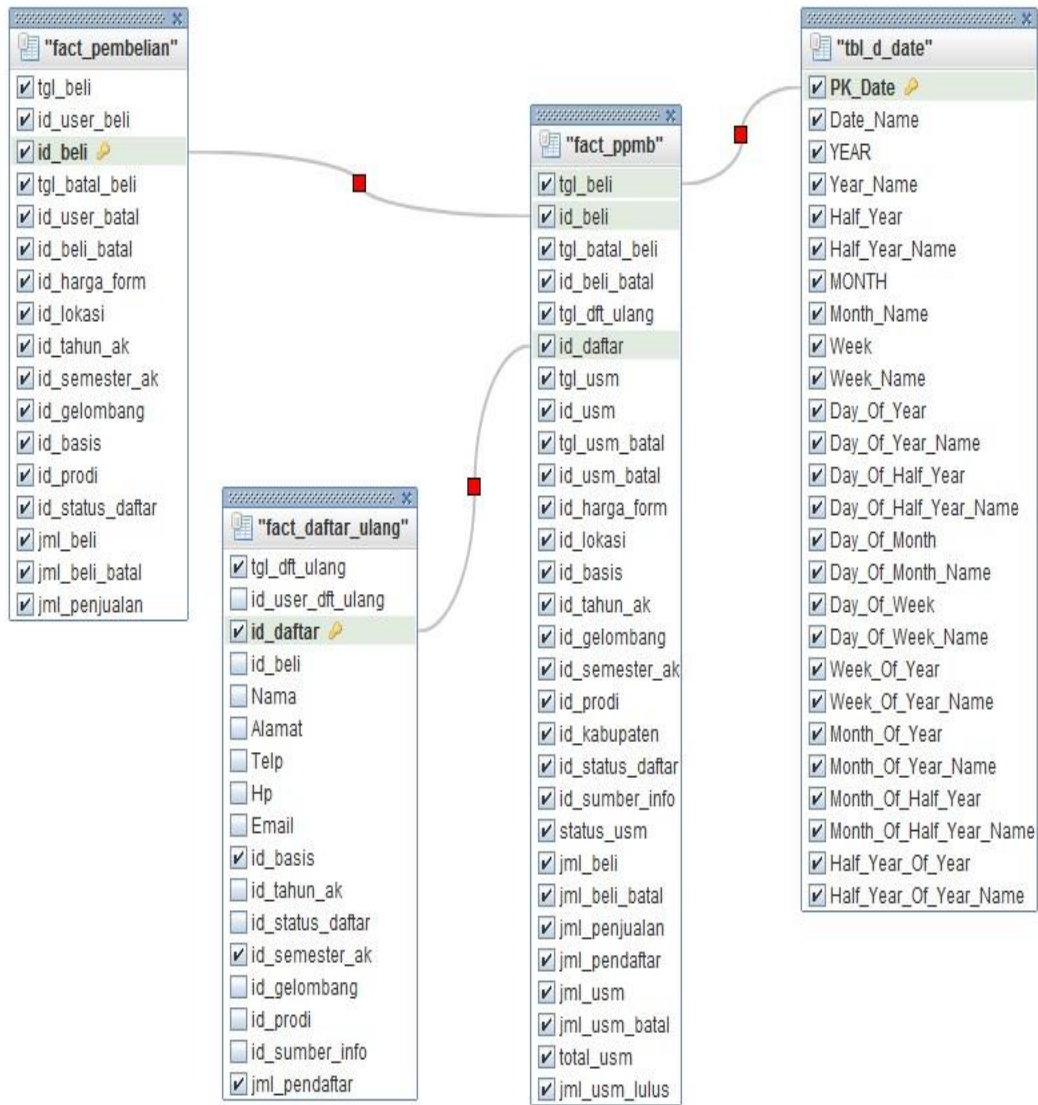 "fact_pembelian"
tgl_beli
id_user_beli
id_beli
tgl_batal_beli
id_user_batal
id_beli_batal
id_harga_form
id_lokasi
id_tahun_ak
id_semester_ak
id_gelombang
id_basis
id_prodi
id_status_daftar
jml_beli
jml_beli_batal
jml_penjualan
"fact_daftar_ulang"
tgl_dft_ulang
id_user_dft_ulang
id_daftar
id_beli
Nama
Alamat
Telp
Hp
Email
id_basis
id_tahun_ak
id_status_daftar
id_semester_ak
id_gelombang
id_prodi
id_sumber_info
jml_pendaftar
"fact_ppmb"
tgl_beli
id_beli
tgl_batal_beli
id_beli_batal
tgl_dft_ulang
id_daftar
tgl_usm
id_usm
tgl_usm_batal
id_usm_batal
id_harga_form
id_lokasi
id_basis
id_tahun_ak
id_gelombang
id_semester_ak
id_prodi
id_kabupaten
id_status_daftar
id_sumber_info
status_usm
jml_beli
jml_beli_batal
jml_penjualan
jml_pendaftar
jml_usm
jml_usm_batal
total_usm
jml_usm_lulus
"tbl_d_date"
PK_Date
Date_Name
YEAR
Year_Name
Half_Year
Half_Year_Name
MONTH
Month_Name
Week
Week_Name
Day_Of_Year
Day_Of_Year_Name
Day_Of_Half_Year
Day_Of_Half_Year_Name
Day_Of_Month
Day_Of_Month_Name
Day_Of_Week
Day_Of_Week_Name
Week_Of_Year
Week_Of_Year_Name
Month_Of_Year
Month_Of_Year_Name
Month_Of_Half_Year
Month_Of_Half_Year_Name
Half_Year_Of_Year
Half_Year_Of_Year_Name